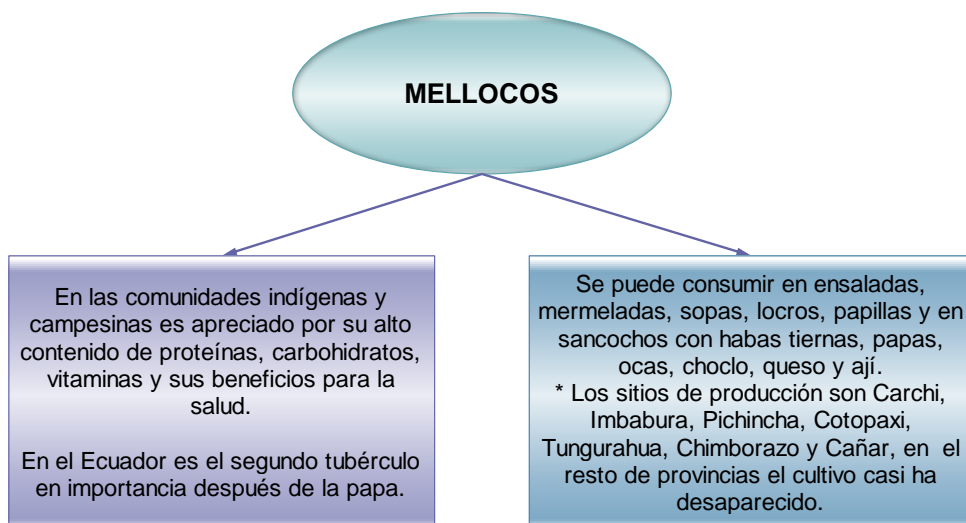 MELLOCOS
En las comunidades indígenas y
campesinas es apreciado por su alto
contenido de proteínas, carbohidratos,
vitaminas y sus beneficios para la
salud.
En el Ecuador es el segundo tubérculo
en importancia después de la papa.
Se puede consumir en ensaladas,
mermeladas, sopas, locros, papillas y en
sancochos con habas tiernas, papas,
ocas, choclo, queso y ají.
* Los sitios de producción son Carchi,
Imbabura, Pichincha, Cotopaxi,
Tungurahua, Chimborazo y Cañar, en el
resto de provincias el cultivo casi ha
desaparecido.